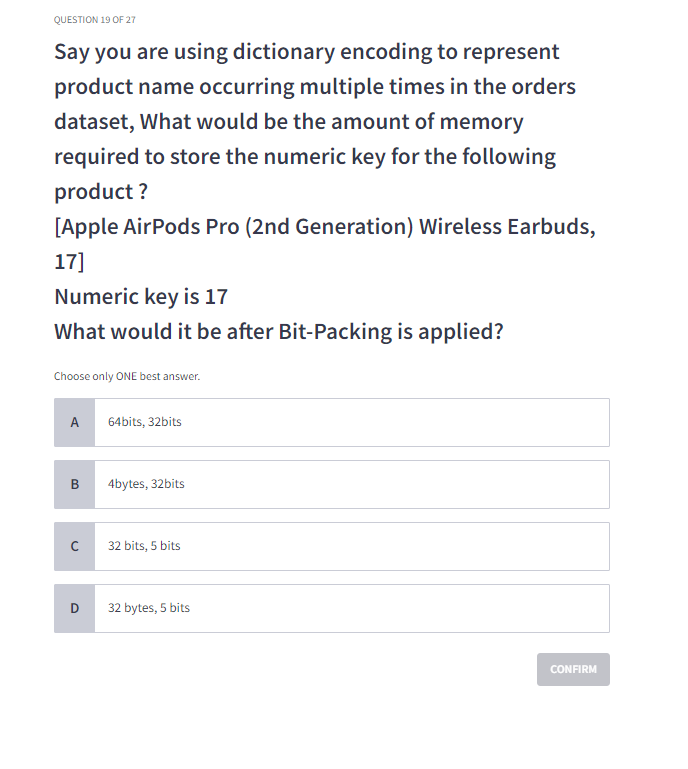 QUESTION 19 OF 27
Say you are using dictionary encoding to represent
product name occurring multiple times in the orders
dataset, What would be the amount of memory
required to store the numeric key for the following
product ?
[Apple AirPods Pro (2nd Generation) Wireless Earbuds,
17]
Numeric key is 17
What would it be after Bit-Packing is applied?
Choose only ONE best answer.
A 64bits, 32bits
B 4bytes, 32bits
C 32 bits, 5 bits
D 32 bytes, 5 bits
CONFIRM